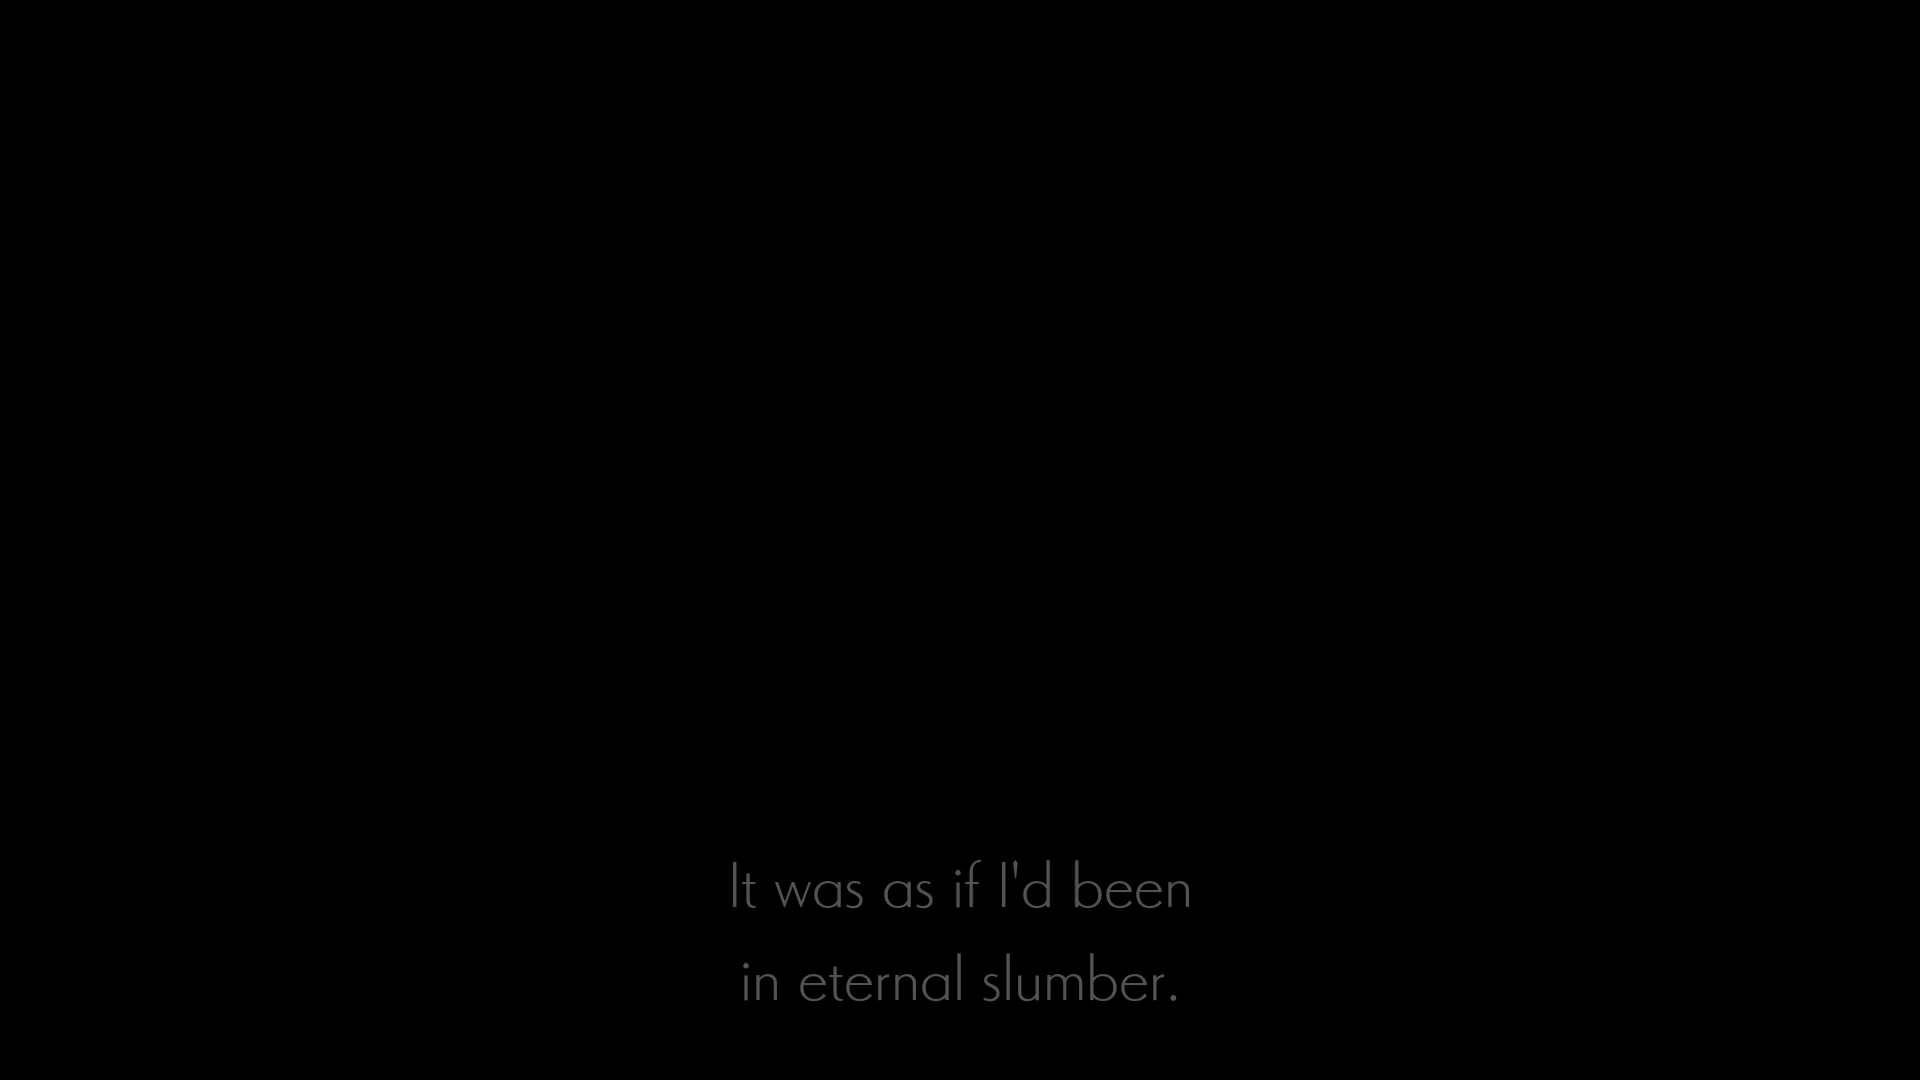 It was as if I'd been
in eternal slumber.